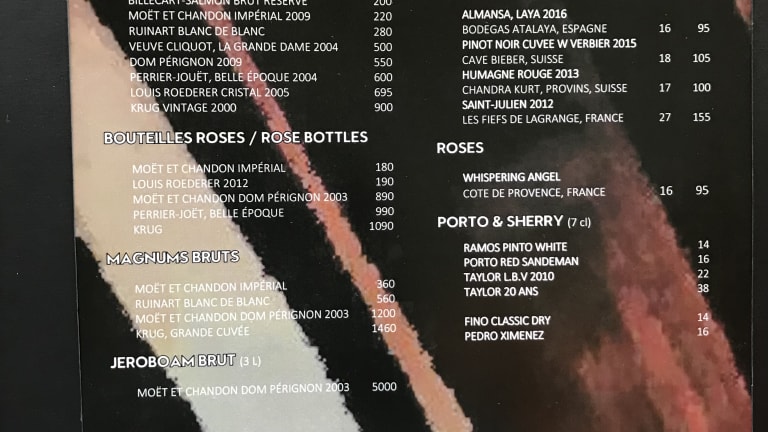 BILLECART-SALMON BRUT RESERVE 200
MOËT ET CHANDON IMPÉRIAL 2009 220
RUINART BLANC DE BLANC 280
VEUVE CLIQUOT, LA GRANDE DAME 2004 500
DOM PÉRIGNON 2009 550
PERRIER-JOUËT, BELLE ÉPOQUE 2004 600
LOUIS ROEDERER CRISTAL 2005 695
KRUG VINTAGE 2000 900
BOUTEILLES ROSES / ROSE BOTTLES
MOËT ET CHANDON IMPÉRIAL 180
LOUIS ROEDERER 2012 190
MOËT ET CHANDON DOM PÉRIGNON 2003 890
PERRIER-JOËT, BELLE ÉPOQUE 990
KRUG 1090
MAGNUMS BRUTS
MOËT ET CHANDON IMPÉRIAL 360
RUINART BLANC DE BLANC 560
MOËT ET CHANDON DOM PÉRIGNON 2003 1200
KRUG, GRANDE CUVÉE 1460
JEROBOAM BRUT (3 L)
MOËT ET CHANDON DOM PÉRIGNON 2003 5000
ALMANSA, LAYA 2016
BODEGAS ATALAYA, ESPAGNE 16 95
PINOT NOIR CUVEE W VERBIER 2015
CAVE BIEBER, SUISSE 18 105
HUMAGNE ROUGE 2013
CHANDRA KURT, PROVINS, SUISSE 17 100
SAINT-JULIEN 2012
LES FIEFS DE LAGRANGE, FRANCE 27 155
ROSES
WHISPERING ANGEL
COTE DE PROVENCE, FRANCE 16 95
PORTO & SHERRY (7 cl)
RAMOS PINTO WHITE 14
PORTO RED SANDEMAN 16
TAYLOR L.B.V 2010 22
TAYLOR 20 ANS 38
FINO CLASSIC DRY 14
PEDRO XIMENEZ 16